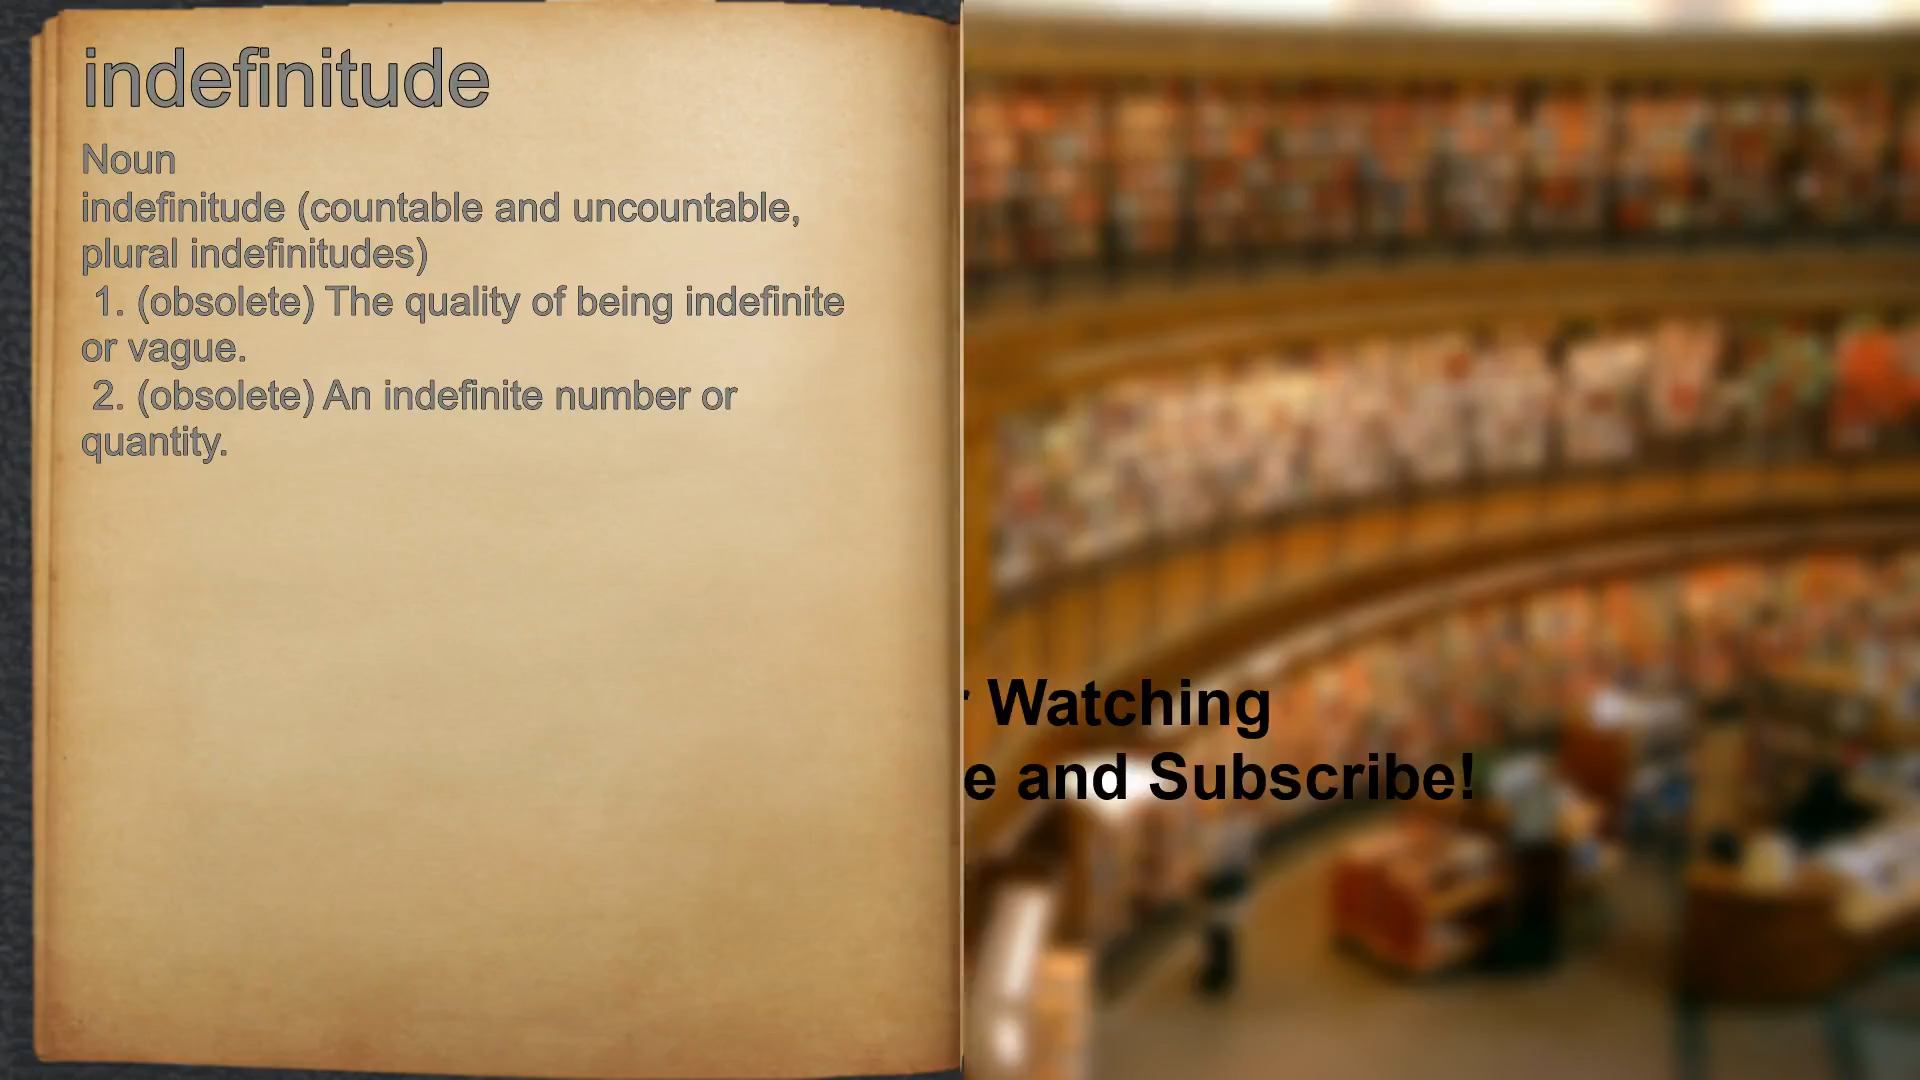 indefinitude
Noun
indefinitude (countable and uncountable,
plural indefinitudes)
1. (obsolete) The quality of being indefinite
or vague.
2. (obsolete) An indefinite number or
quantity.
Watching
and Subscribe!